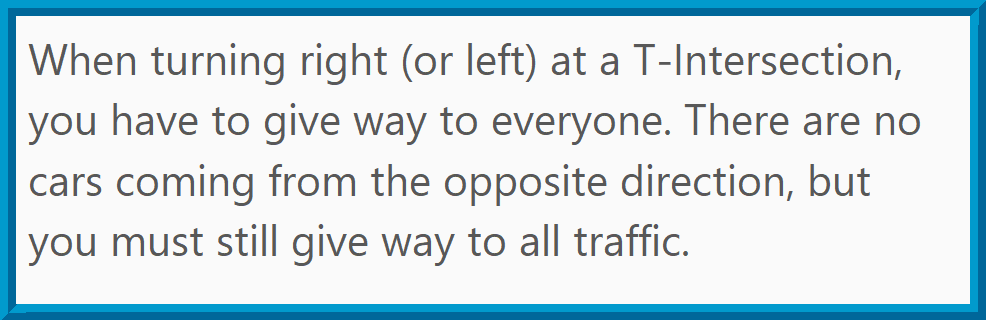 When turning right (or left) at a T-Intersection,
you have to give way to everyone. There are no
cars coming from the opposite direction, but
you must still give way to all traffic.